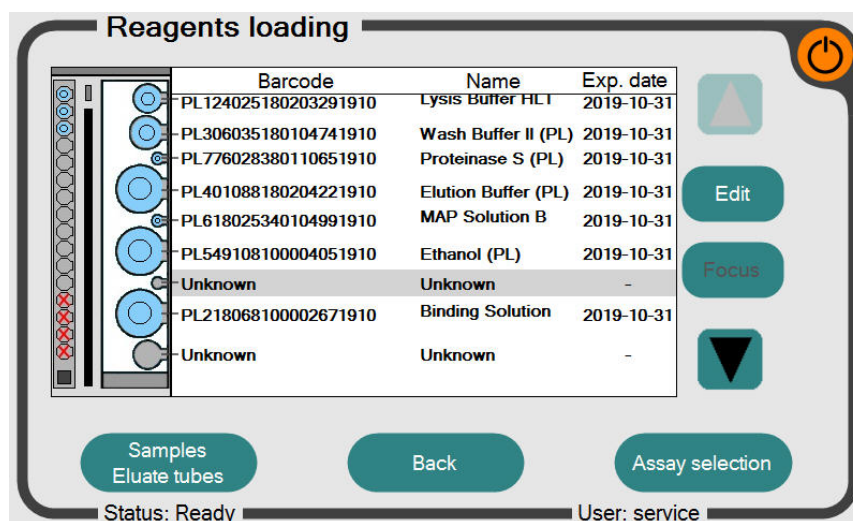 Reagents loading
Barcode Name Exp. date
PL124025180203291910 Lysis Buffer HLT 2019-10-31
PL306035180104741910 Wash Buffer II (PL) 2019-10-31
PL776028380110651910 Proteinase S (PL) 2019-10-31
PL401088180204221910 Elution Buffer (PL) 2019-10-31
PL618025340104991910 MAP Solution B 2019-10-31
PL549108100004051910 Ethanol (PL) 2019-10-31
Unknown Unknown -
PL218068100002671910 Binding Solution 2019-10-31
Unknown Unknown -
Edit
Focus
Samples
Eluate tubes
Back
Assay selection
Status: Ready
User: service